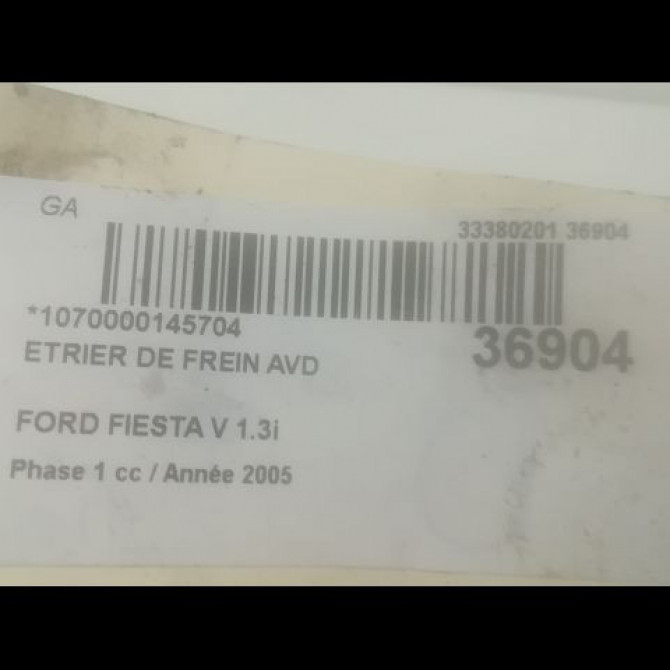 GA
33380201 36904
*1070000145704
36904
ETRIER DE FREIN AVD
FORD FIESTA V 1.3i
Phase 1 cc / Année 2005